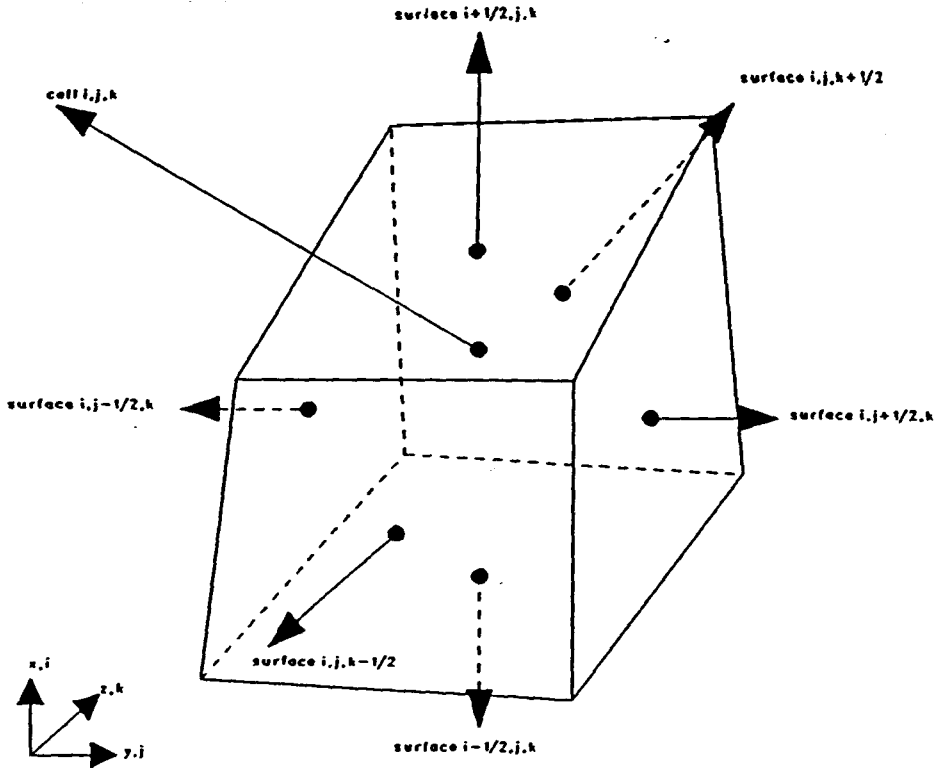 surface i+1/2,j,k
surface i,j,k+1/2
cell i,j,k
surface i,j-1/2,k
surface i,j+1/2,k
surface i,j,k-1/2
x,i
z,k
y,j
surface i-1/2,j,k